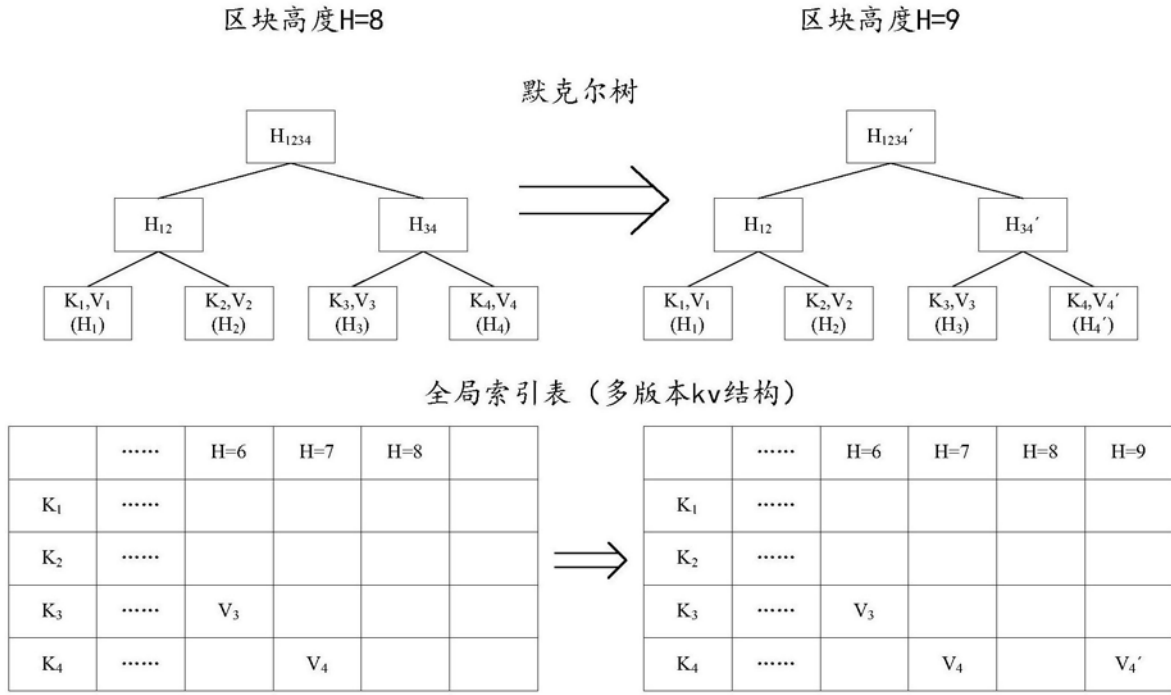 区块高度H=8 区块高度H=9
默克尔树
H₁₂₃₄ H₁₂₃₄′
H₁₂ H₃₄ H₁₂ H₃₄′
K₁,V₁ K₂,V₂ K₃,V₃ K₄,V₄ K₁,V₁ K₂,V₂ K₃,V₃ K₄,V₄′
(H₁) (H₂) (H₃) (H₄) (H₁) (H₂) (H₃) (H₄′)
全局索引表（多版本kv结构）
…… H=6 H=7 H=8 …… H=6 H=7 H=8 H=9
K₁ …… K₁ ……
K₂ …… K₂ ……
K₃ …… V₃ K₃ …… V₃
K₄ …… V₄ K₄ …… V₄ V₄′